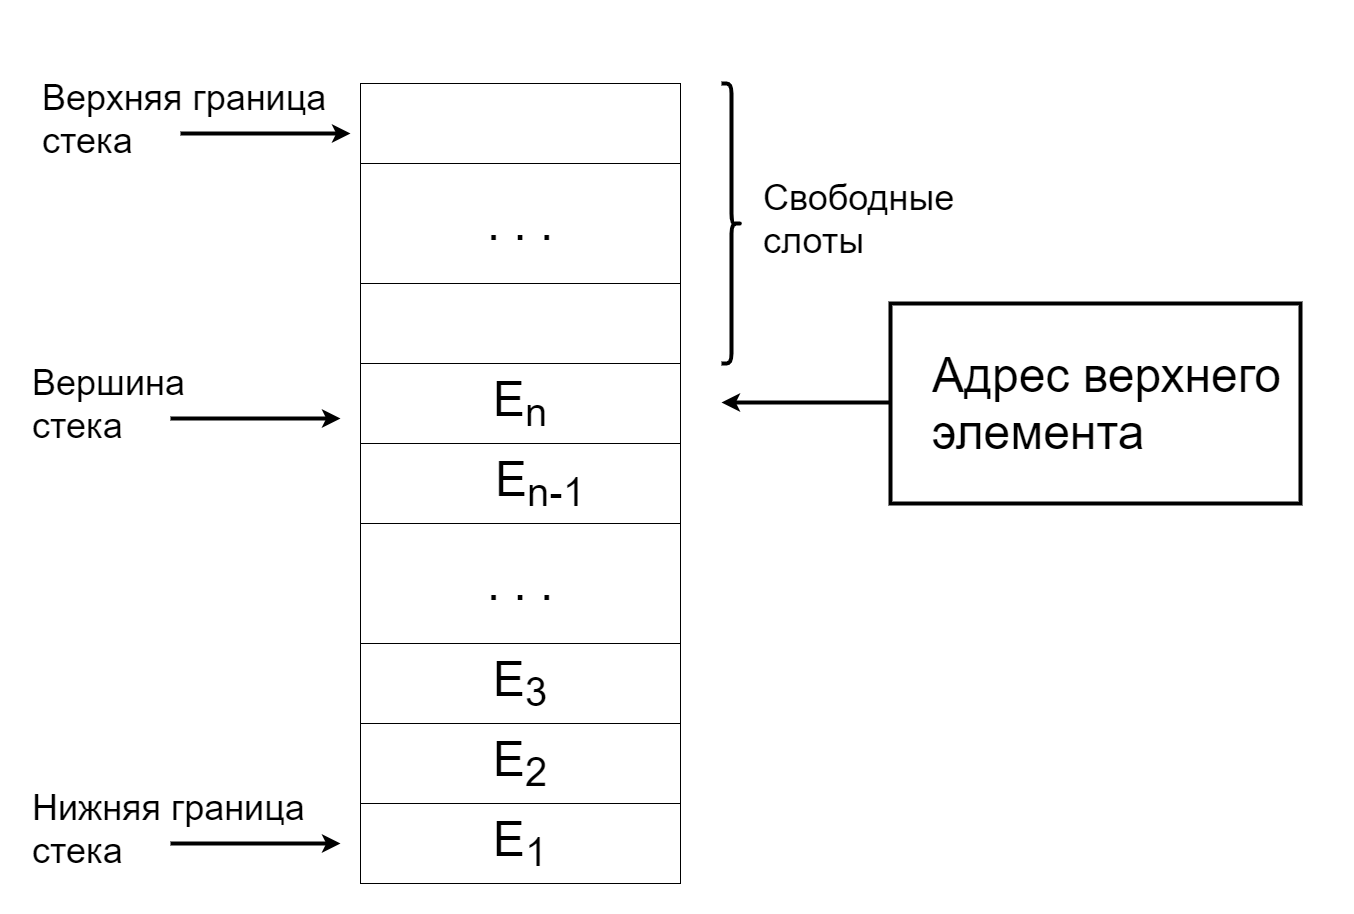 Верхняя граница
стека
. . .
Свободные
слоты
Вершина
стека
Eₙ
Адрес верхнего
элемента
Eₙ₋₁
. . .
E₃
E₂
Нижняя граница
стека
E₁